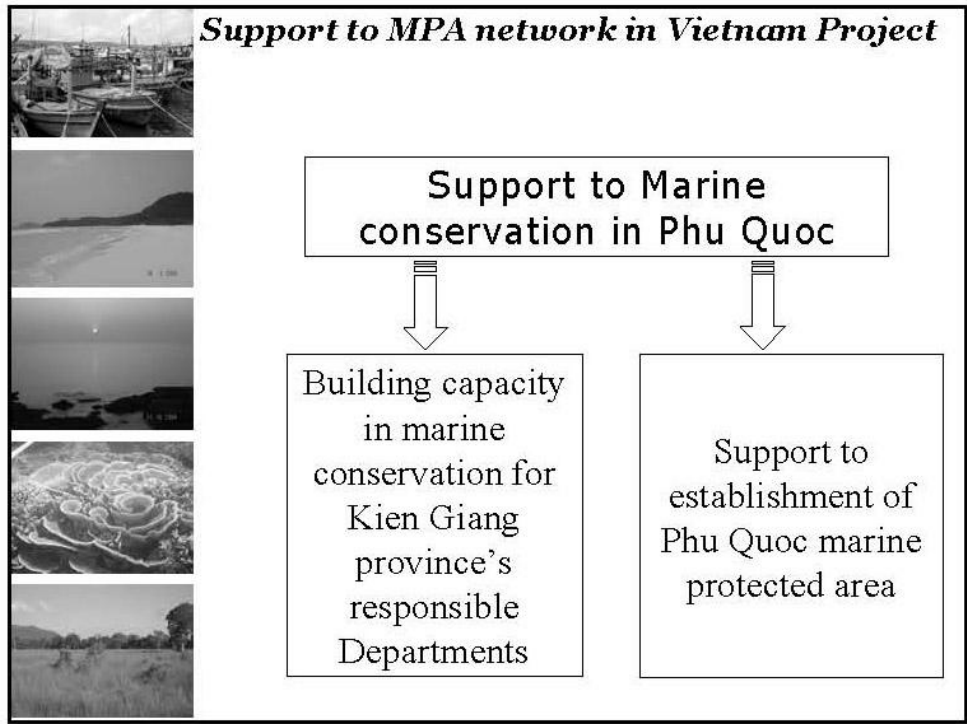 Support to MPA network in Vietnam Project
Support to Marine
conservation in Phu Quoc
Building capacity
in marine
conservation for
Kien Giang
province's
responsible
Departments
Support to
establishment of
Phu Quoc marine
protected area